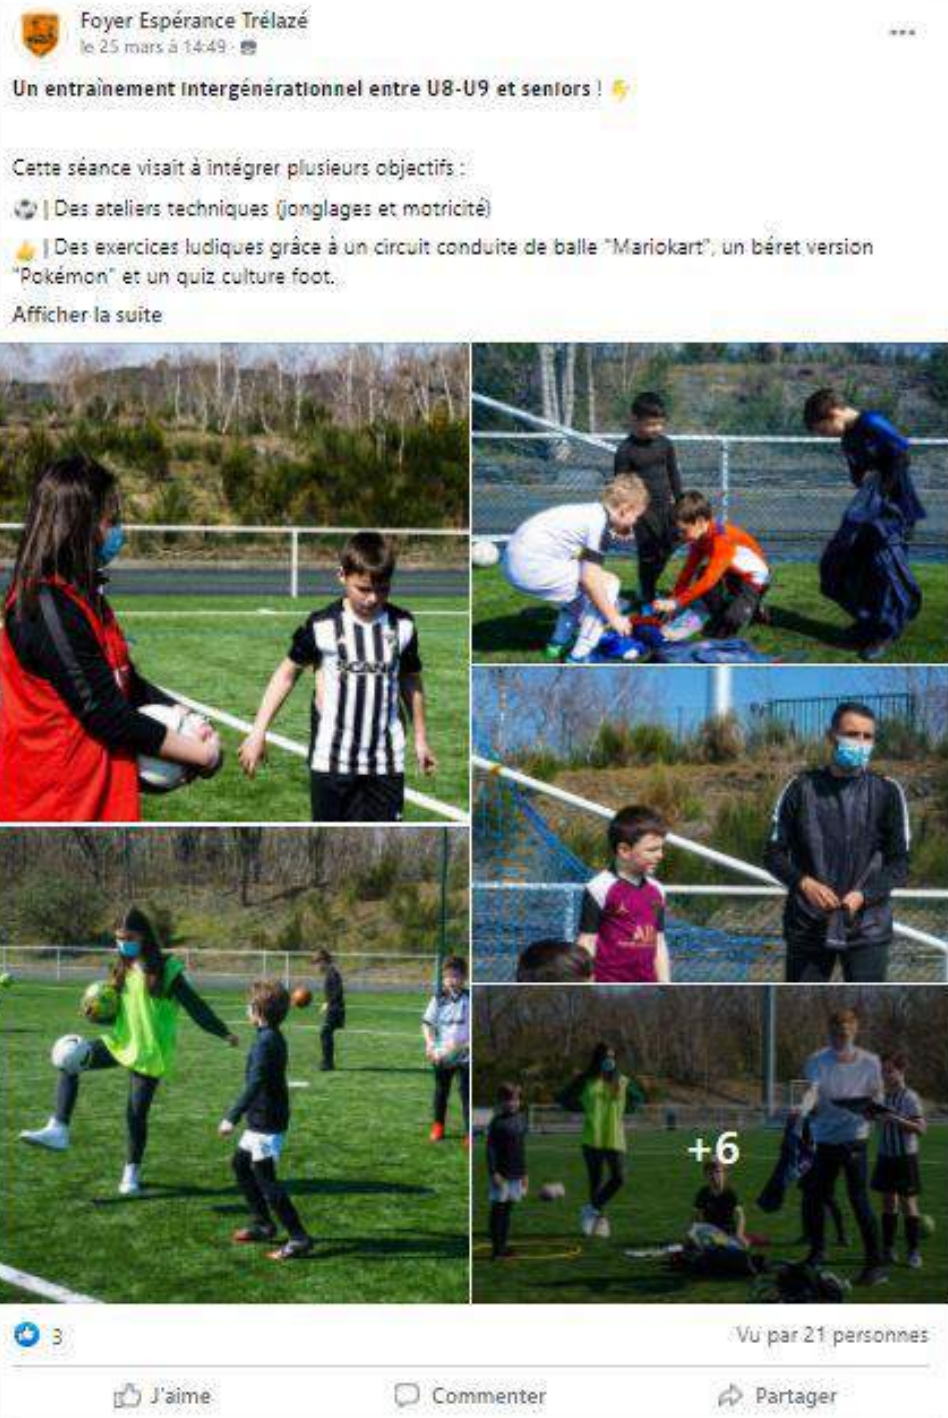 Foyer Espérance Trélazé
le 25 mars à 14:49 ·
Un entraînement intergénérationnel entre U8-U9 et seniors !
Cette séance visait à intégrer plusieurs objectifs :
| Des ateliers techniques (jonglages et motricité)
| Des exercices ludiques grâce à un circuit conduite de balle "Mariokart", un béret version
"Pokémon" et un quiz culture foot.
Afficher la suite
SCANIA
+6
3
Vu par 21 personnes
J'aime
Commenter
Partager